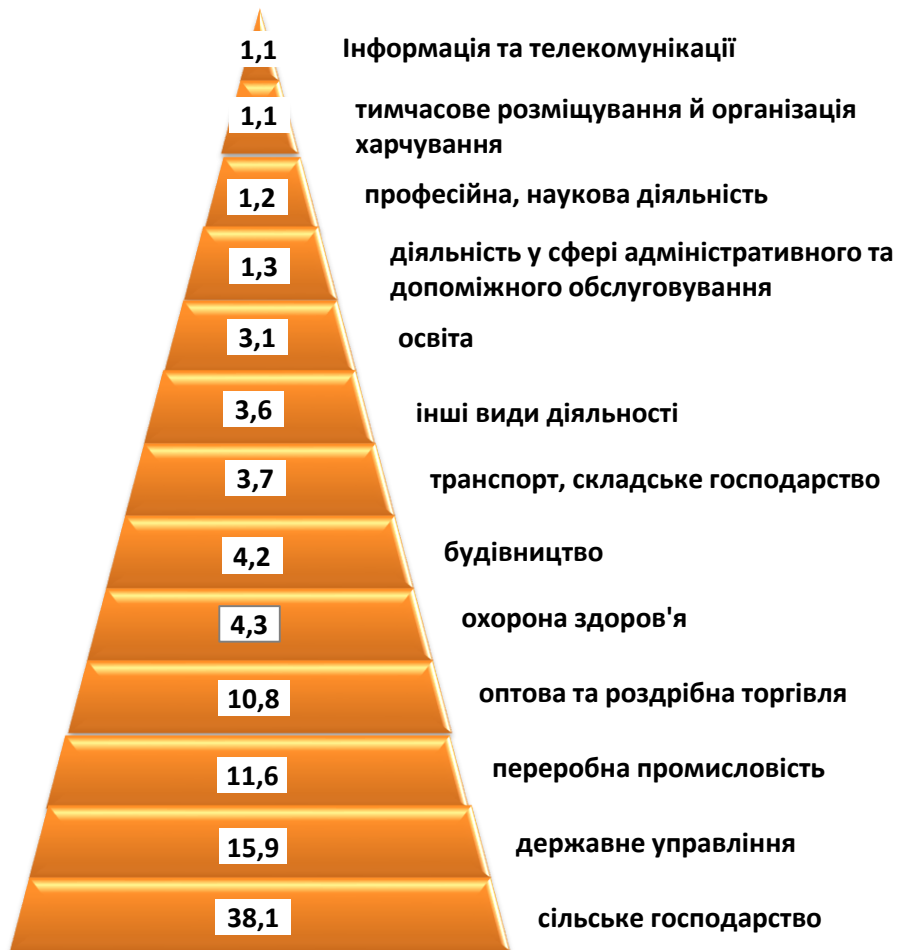 1,1 Інформація та телекомунікації
1,1 тимчасове розміщування й організація
харчування
1,2 професійна, наукова діяльність
1,3 діяльність у сфері адміністративного та
допоміжного обслуговування
3,1 освіта
3,6 інші види діяльності
3,7 транспорт, складське господарство
4,2 будівництво
4,3 охорона здоров'я
10,8 оптова та роздрібна торгівля
11,6 переробна промисловість
15,9 державне управління
38,1 сільське господарство